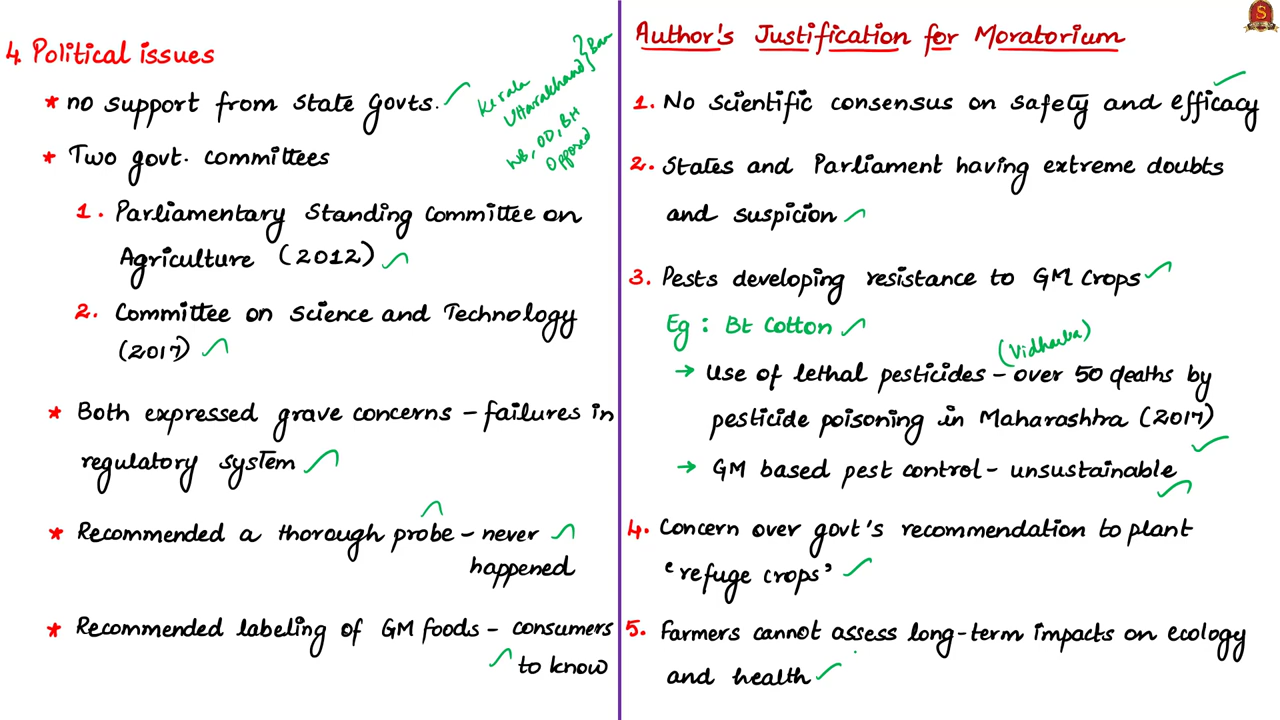 4 Political issues
* no support from state govts.
Kerala
Uttarakhand } Ban
WB, OD, BH
Opposed
* Two govt. committees
1. Parliamentary Standing Committee on
Agriculture (2012)
2. Committee on Science and Technology
(2017)
* Both expressed grave concerns - failures in
regulatory system
* Recommended a thorough probe - never
happened
* Recommended labeling of GM foods - consumers
to know
Author's Justification for Moratorium
1. No scientific consensus on safety and efficacy
2. States and Parliament having extreme doubts
and suspicion
3. Pests developing resistance to GM Crops
Eg : Bt Cotton
(Vidharba)
→ Use of lethal pesticides - over 50 deaths by
pesticide poisoning in Maharashtra (2017)
→ GM based pest control - unsustainable
4. Concern over govt's recommendation to plant
'refuge crops'
5. Farmers cannot assess long-term impacts on ecology
and health